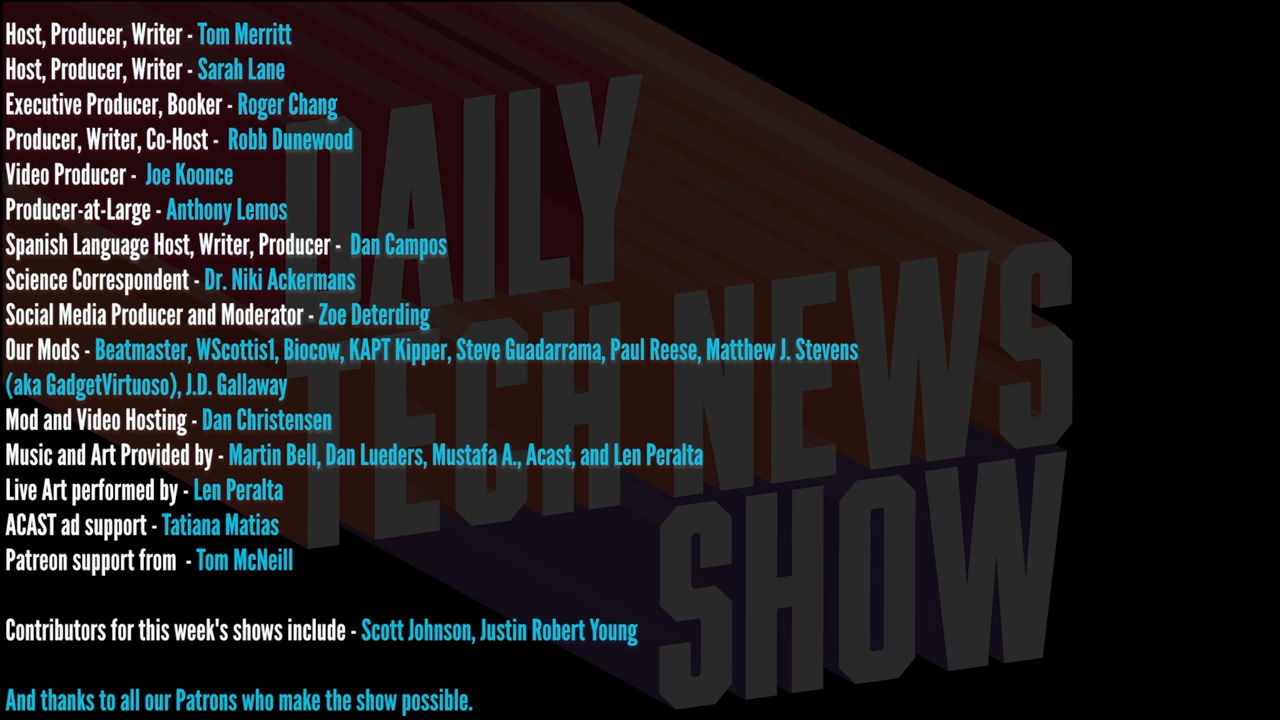 Host, Producer, Writer - Tom Merritt
Host, Producer, Writer - Sarah Lane
Executive Producer, Booker - Roger Chang
Producer, Writer, Co-Host -  Robb Dunewood
Video Producer -  Joe Koonce
Producer-at-Large - Anthony Lemos
Spanish Language Host, Writer, Producer -  Dan Campos
Science Correspondent - Dr. Niki Ackermans
Social Media Producer and Moderator - Zoe Deterding
Our Mods - Beatmaster, WScottis1, Biocow, KAPT Kipper, Steve Guadarrama, Paul Reese, Matthew J. Stevens
(aka GadgetVirtuoso), J.D. Gallaway
Mod and Video Hosting - Dan Christensen
Music and Art Provided by - Martin Bell, Dan Lueders, Mustafa A., Acast, and Len Peralta
Live Art performed by - Len Peralta
ACAST ad support - Tatiana Matias
Patreon support from  - Tom McNeill
Contributors for this week's shows include - Scott Johnson, Justin Robert Young
And thanks to all our Patrons who make the show possible.
DAILY
TECH NEWS
SHOW